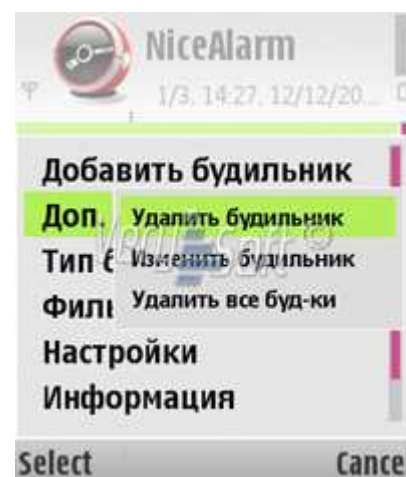 NiceAlarm
1/3, 14:27, 12/12/20...
Добавить будильник
Доп.
Удалить будильник
Тип б
Изменить будильник
Филь
Удалить все буд-ки
Настройки
Информация
Select
Cance